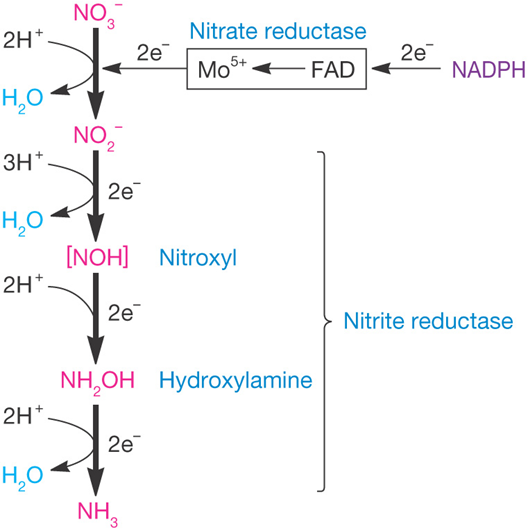 NO₃⁻
Nitrate reductase
2H⁺
2e⁻
Mo⁵⁺
FAD
2e⁻
NADPH
H₂O
NO₂⁻
3H⁺
2e⁻
H₂O
[NOH] Nitroxyl
2H⁺
2e⁻
Nitrite reductase
NH₂OH Hydroxylamine
2H⁺
2e⁻
H₂O
NH₃